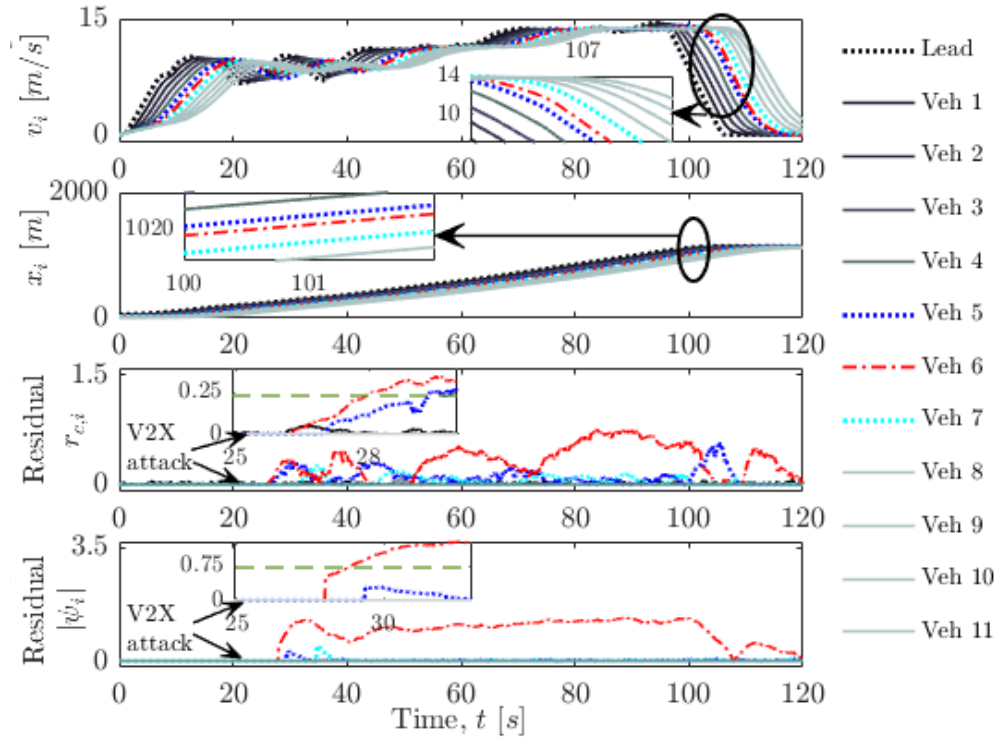 15
0
v_i [m/s]
107
14
10
0 20 40 60 80 100 120
2000
0
x_i [m]
1020
100 101
0 20 40 60 80 100 120
1.5
0
Residual
r_{c,i}
0.25
0
25 28
V2X
attack
0 20 40 60 80 100 120
3.5
0
Residual
|ψ_i|
0.75
0
25 30
V2X
attack
0 20 40 60 80 100 120
Time, t [s]
Lead
Veh 1
Veh 2
Veh 3
Veh 4
Veh 5
Veh 6
Veh 7
Veh 8
Veh 9
Veh 10
Veh 11